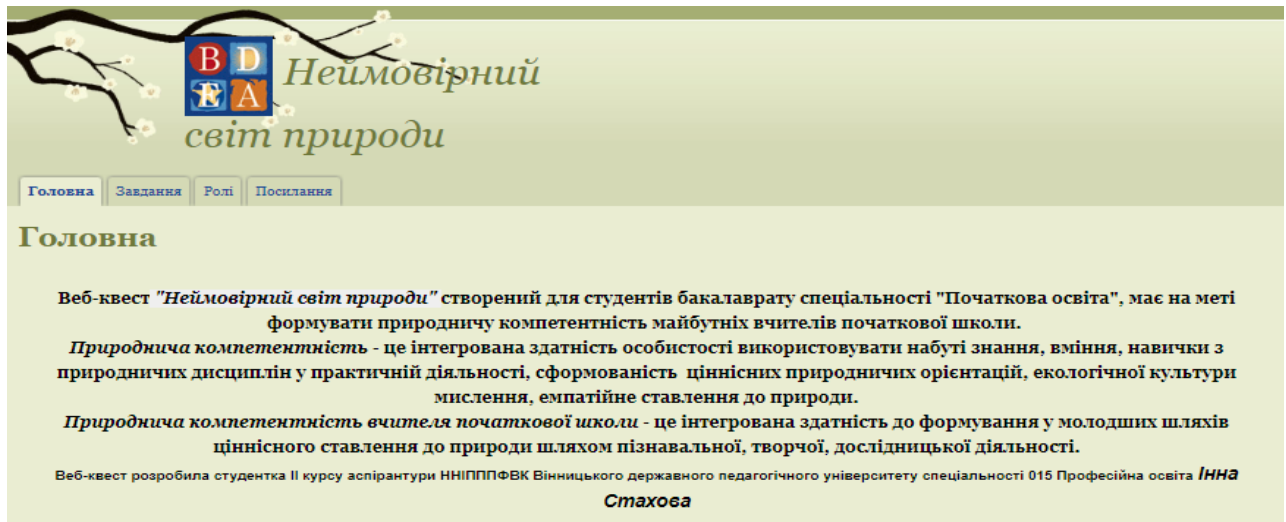 B D
E A
Неймовірний
світ природи
Головна Завдання Ролі Посилання
Головна
Веб-квест "Неймовірний світ природи" створений для студентів бакалаврату спеціальності "Початкова освіта", має на меті
формувати природничу компетентність майбутніх вчителів початкової школи.
Природнича компетентність - це інтегрована здатність особистості використовувати набуті знання, вміння, навички з
природничих дисциплін у практичній діяльності, сформованість ціннісних природничих орієнтацій, екологічної культури
мислення, емпатійне ставлення до природи.
Природнича компетентність вчителя початкової школи - це інтегрована здатність до формування у молодших шляхів
ціннісного ставлення до природи шляхом пізнавальної, творчої, дослідницької діяльності.
Веб-квест розробила студентка ІІ курсу аспірантури ННІПППФВК Вінницького державного педагогічного університету спеціальності 015 Професійна освіта Інна
Стахова